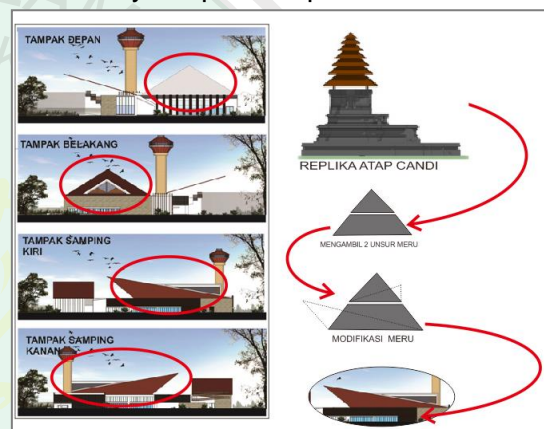 TAMPAK DEPAN
TAMPAK BELAKANG
TAMPAK SAMPING
KIRI
TAMPAK SAMPING
KANAN
REPLIKA ATAP CANDI
MENGAMBIL 2 UNSUR MERU
MODIFIKASI MERU